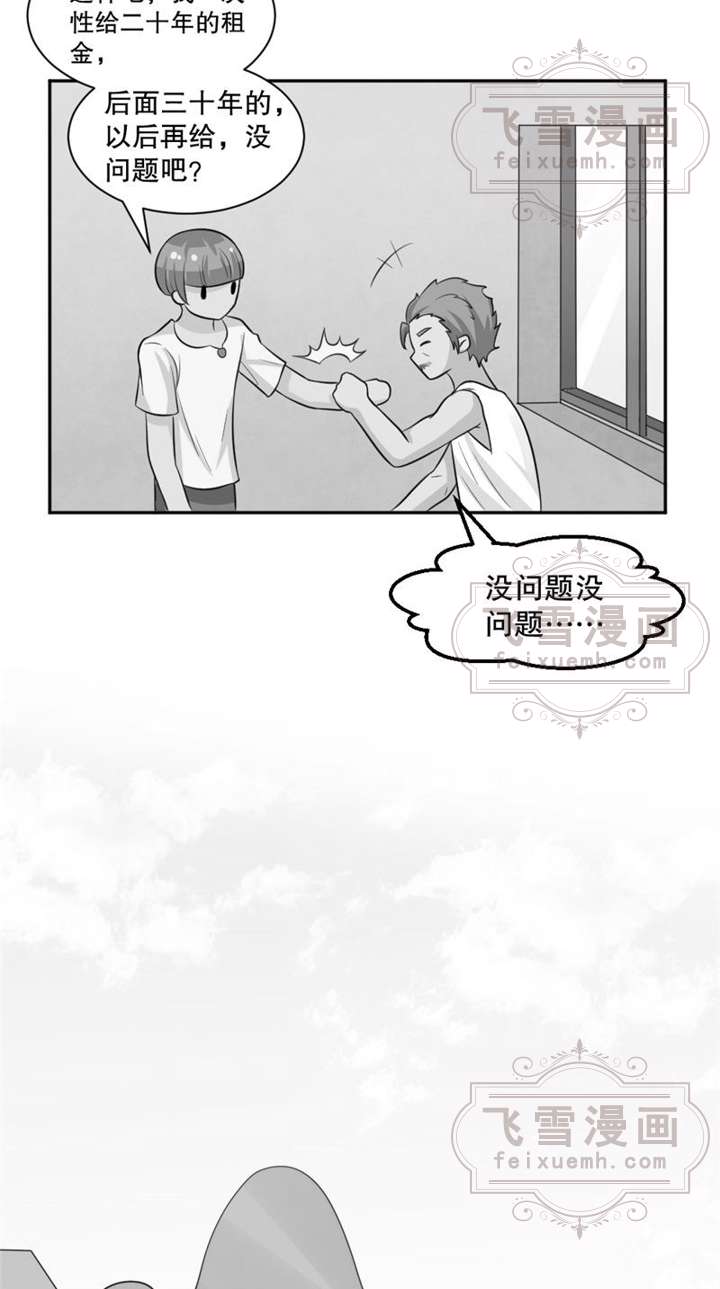 性给二十年的租
金，
后面三十年的，
以后再给，没
问题吧？
飞雪漫画
feixuemh.com
没问题没
问题……
飞雪漫画
feixuemh.com
飞雪漫画
feixuemh.com